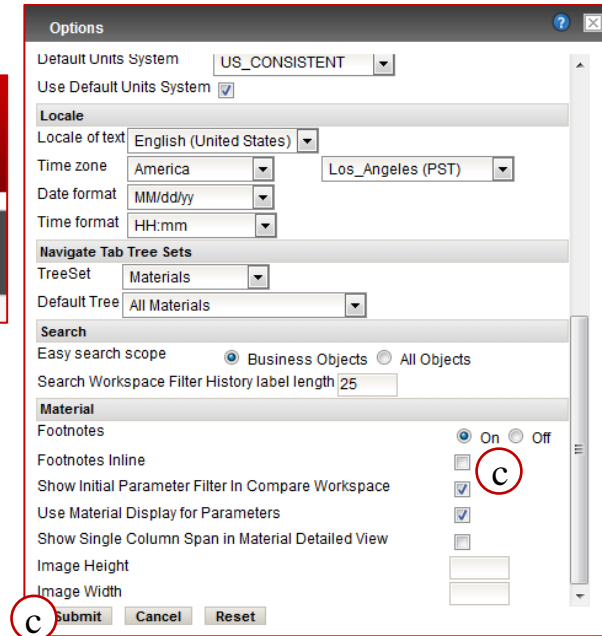 Options ?
Default Units System US_CONSISTENT
Use Default Units System
Locale
Locale of text English (United States)
Time zone America Los_Angeles (PST)
Date format MM/dd/yy
Time format HH:mm
Navigate Tab Tree Sets
TreeSet Materials
Default Tree All Materials
Search
Easy search scope Business Objects All Objects
Search Workspace Filter History label length 25
Material
Footnotes On Off
Footnotes Inline
c
Show Initial Parameter Filter In Compare Workspace
Use Material Display for Parameters
Show Single Column Span in Material Detailed View
Image Height
Image Width
c Submit Cancel Reset